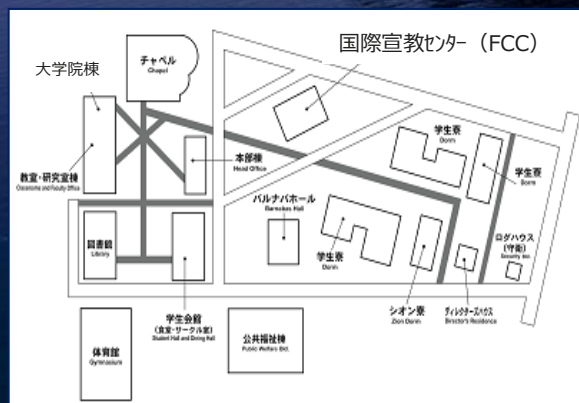 国際宣教センター（FCC）
大学院棟
チャペル
Chapel
教室・研究室棟
Classrooms and Faculty Office
本部棟
Head Office
学生寮
Dorm
学生寮
Dorm
バルナバホール
Barnabas Hall
学生寮
Dorm
ロダハウス
(守衛)
Security Box
図書館
Library
シオン寮
Zion Dorm
ディレクターズハウス
Director's Residence
学生会館
(食堂・サークル室)
Student Hall and Dining Hall
体育館
Gymnasium
公共福祉棟
Public Welfare Bld.